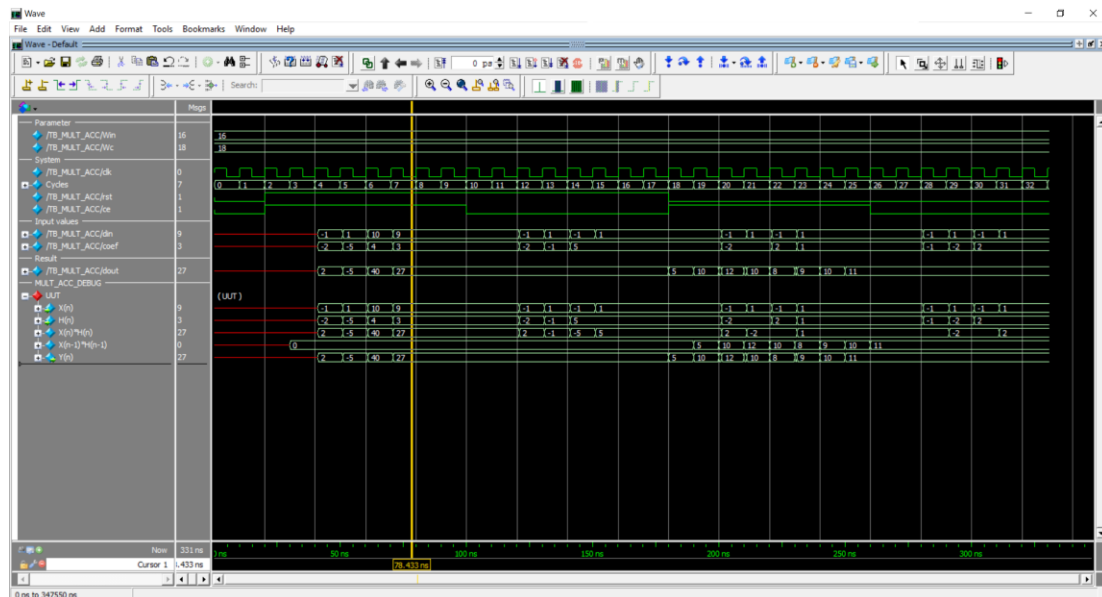 Wave
File Edit View Add Format Tools Bookmarks Window Help
Wave - Default
0 ps
Search:
Msgs
Parameter
/TB_MULT_ACC/Win 16 16
/TB_MULT_ACC/Wc 18 18
System
/TB_MULT_ACC/clk 0
Cycles 7 0 1 2 3 4 5 6 7 8 9 10 11 12 13 14 15 16 17 18 19 20 21 22 23 24 25 26 27 28 29 30 31 32
/TB_MULT_ACC/rst 1
/TB_MULT_ACC/ce 1
Input values
/TB_MULT_ACC/din 9 -1 1 10 9 -1 1 -1 1 -1 1 -1 1 -1 1 -1 1
/TB_MULT_ACC/coef 3 -2 -5 4 3 -2 -1 5 -2 2 1 -1 -2 2
Result
/TB_MULT_ACC/dout 27 2 -5 40 27 5 10 12 10 8 9 10 11
MULT_ACC_DEBUG
UUT (UUT)
X(n) 9 -1 1 10 9 -1 1 -1 1 -1 1 -1 1 -1 1 -1 1
H(n) 3 -2 -5 4 3 -2 -1 5 -2 2 1 -1 -2 2
X(n)*H(n) 27 2 -5 40 27 2 -1 -5 5 2 -2 1 -2 2
X(n-1)*H(n-1) 0 0 5 10 12 10 8 9 10 11
Y(n) 27 2 -5 40 27 5 10 12 10 8 9 10 11
Now 331 ns 0 ns 50 ns 100 ns 150 ns 200 ns 250 ns 300 ns
Cursor 1 .433 ns 78.433 ns
0 ns to 347550 ps